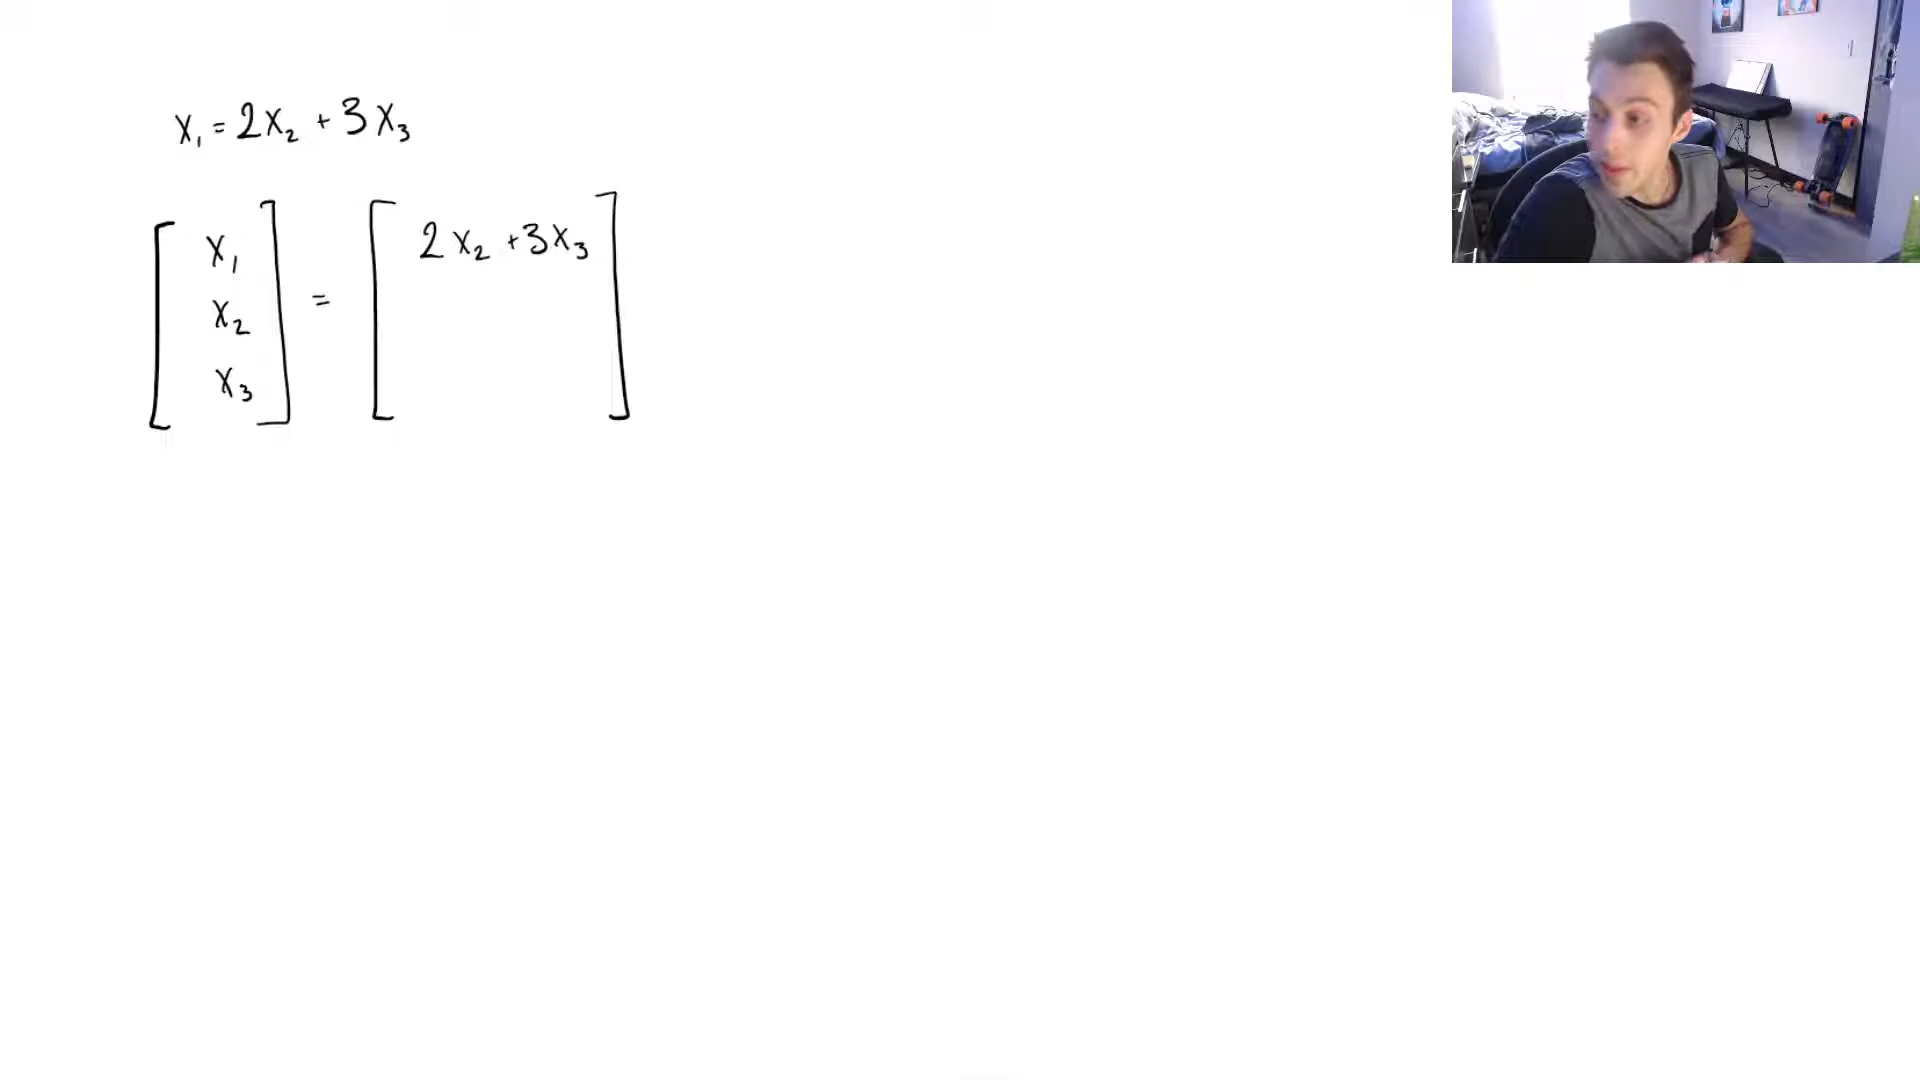 x₁ = 2x₂ + 3x₃
[ x₁ ] = [ 2x₂ + 3x₃ ]
x₂
x₃